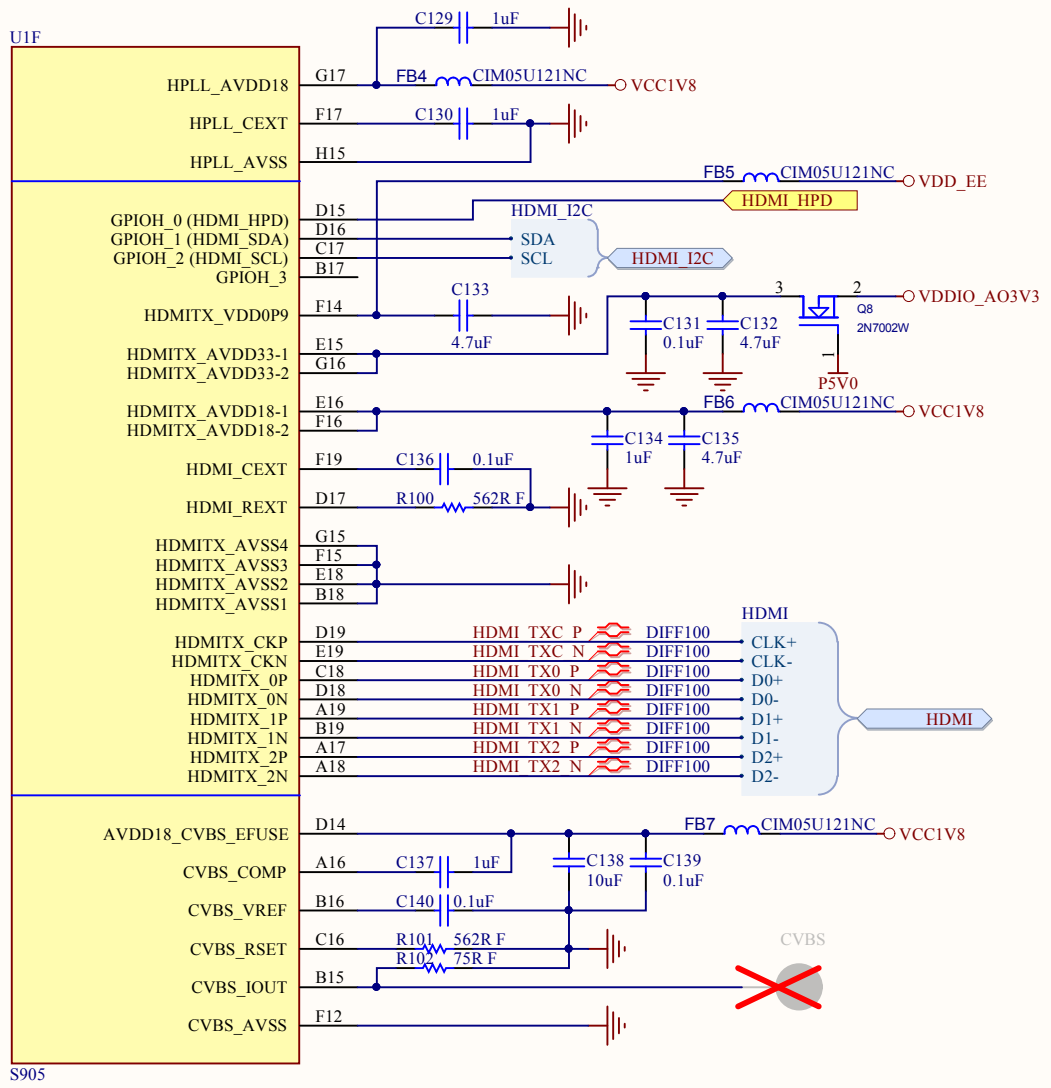 U1F
C129 1uF
HPLL_AVDD18 G17 FB4 CIM05U121NC VCC1V8
HPLL_CEXT F17 C130 1uF
HPLL_AVSS H15
FB5 CIM05U121NC VDD_EE
HDMI_HPD
GPIOH_0 (HDMI_HPD) D15 HDMI_I2C
GPIOH_1 (HDMI_SDA) D16 SDA
GPIOH_2 (HDMI_SCL) C17 SCL HDMI_I2C
GPIOH_3 B17
C133 3 2 VDDIO_AO3V3
HDMITX_VDD0P9 F14 Q8
C131 C132 2N7002W
4.7uF 0.1uF 4.7uF
HDMITX_AVDD33-1 E15 1
HDMITX_AVDD33-2 G16
P5V0
FB6 CIM05U121NC VCC1V8
HDMITX_AVDD18-1 E16
HDMITX_AVDD18-2 F16
C134 C135
1uF 4.7uF
HDMI_CEXT F19 C136 0.1uF
HDMI_REXT D17 R100 562R F
HDMITX_AVSS4 G15
HDMITX_AVSS3 F15
HDMITX_AVSS2 E18
HDMITX_AVSS1 B18
HDMI
HDMITX_CKP D19 HDMI_TXC_P DIFF100 CLK+
HDMITX_CKN E19 HDMI_TXC_N DIFF100 CLK-
HDMITX_0P C18 HDMI_TX0_P DIFF100 D0+
HDMITX_0N D18 HDMI_TX0_N DIFF100 D0-
HDMITX_1P A19 HDMI_TX1_P DIFF100 D1+ HDMI
HDMITX_1N B19 HDMI_TX1_N DIFF100 D1-
HDMITX_2P A17 HDMI_TX2_P DIFF100 D2+
HDMITX_2N A18 HDMI_TX2_N DIFF100 D2-
AVDD18_CVBS_EFUSE D14 FB7 CIM05U121NC VCC1V8
CVBS_COMP A16 C137 1uF C138 C139
10uF 0.1uF
CVBS_VREF B16 C140 0.1uF
CVBS
CVBS_RSET C16 R101 562R F
R102 75R F
CVBS_IOUT B15
CVBS_AVSS F12
S905